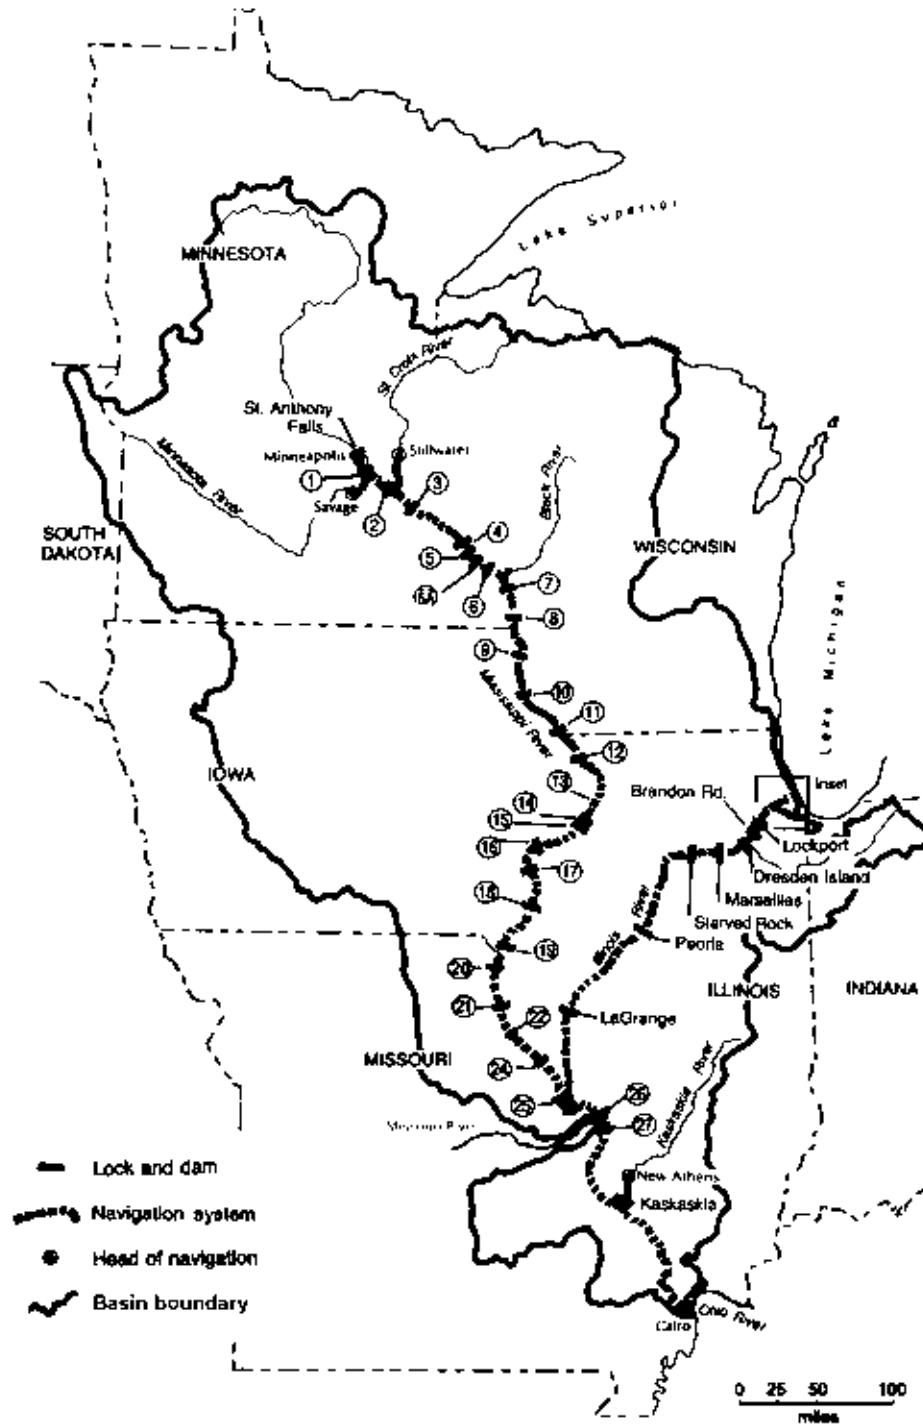 Lake Superior
MINNESOTA
St. Croix River
St. Anthony
Falls
Minneapolis
Stillwater
1
Savage
2
3
Minnesota River
Black River
4
5
5A
6
7
SOUTH
DAKOTA
WISCONSIN
8
9
Lake Michigan
10
Mississippi River
11
12
IOWA
13
14
15
16
17
18
Inset
Brandon Rd.
Lockport
Dresden Island
Marseilles
Starved Rock
Illinois River
Peoria
19
20
21
22
24
25
26
27
LaGrange
ILLINOIS
INDIANA
MISSOURI
Missouri River
Kaskaskia River
New Athens
Kaskaskia
Cairo
Ohio River
Lock and dam
Navigation system
Head of navigation
Basin boundary
0 25 50 100
miles